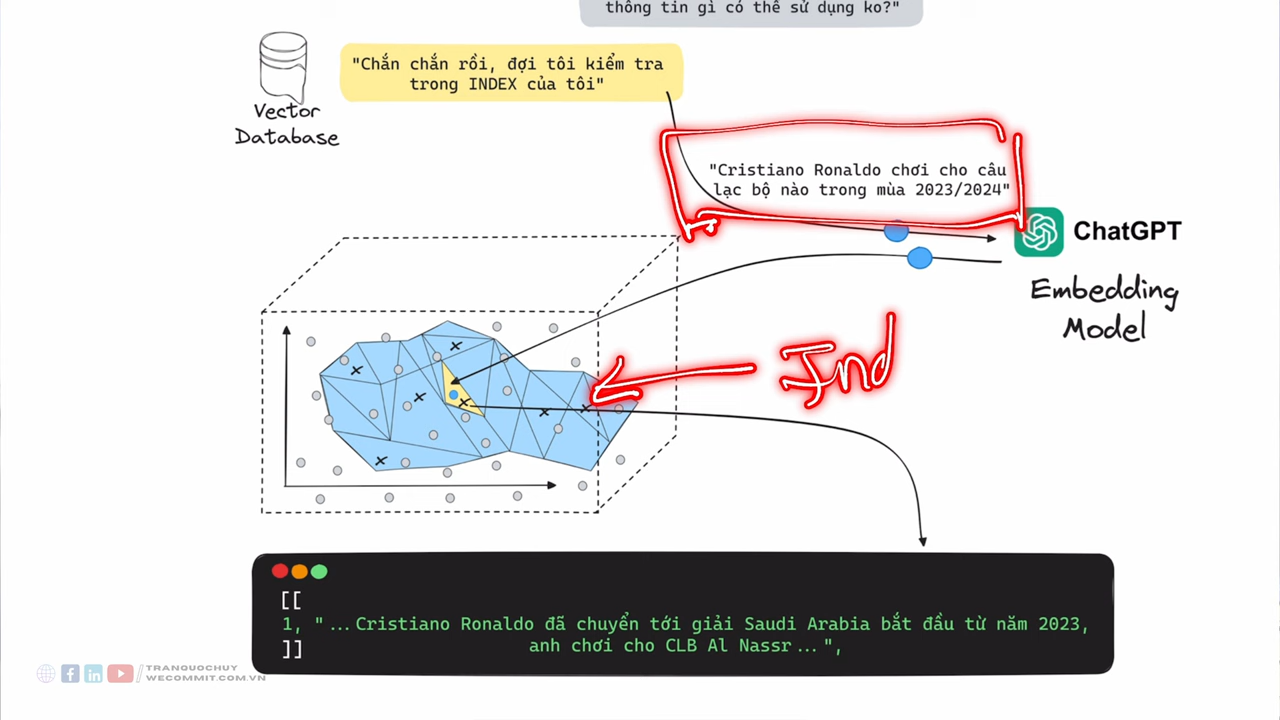 thông tin gì có thể sử dụng ko?"
"Chắn chắn rồi, đợi tôi kiểm tra
trong INDEX của tôi"
Vector
Database
"Cristiano Ronaldo chơi cho câu
lạc bộ nào trong mùa 2023/2024"
ChatGPT
Embedding
Model
Ind
[[
1, "...Cristiano Ronaldo đã chuyển tới giải Saudi Arabia bắt đầu từ năm 2023,
anh chơi cho CLB Al Nassr...",
]]
TRANQUOCHUY
WECOMMIT.COM.VN